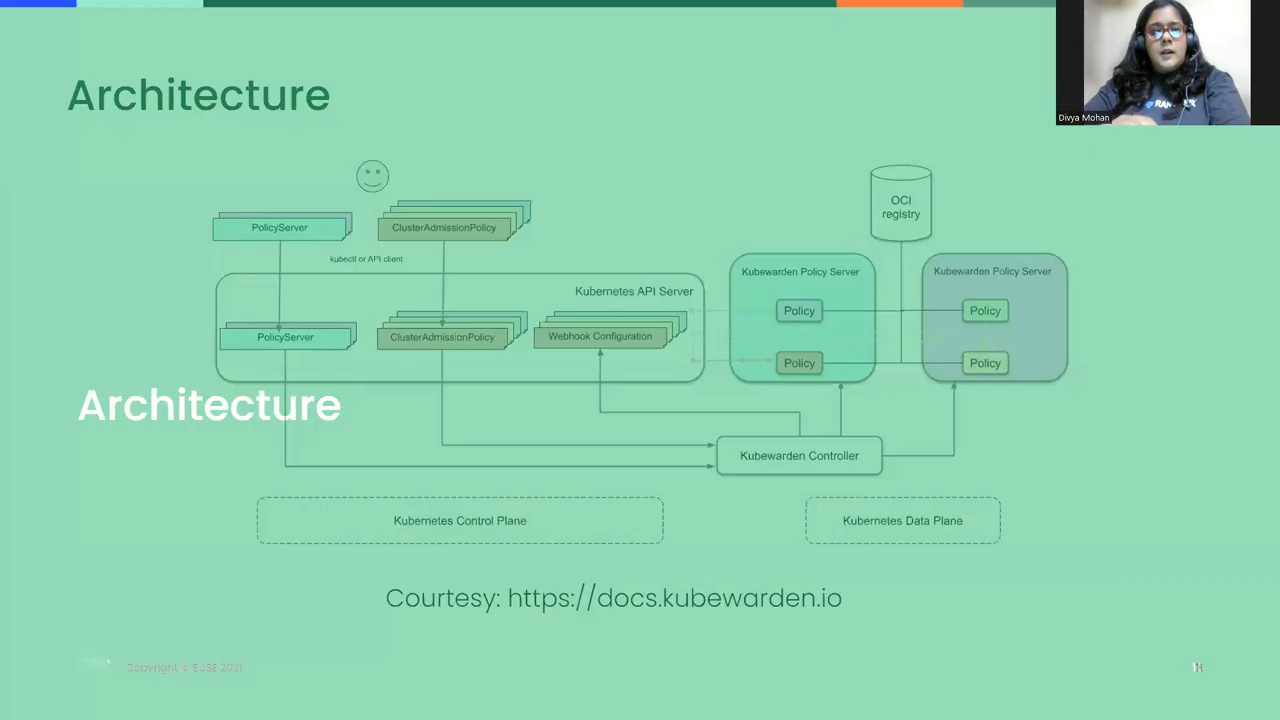 Architecture
Divya Mohan
OCI
registry
PolicyServer
ClusterAdmissionPolicy
kubectl or API client
Kubewarden Policy Server
Kubewarden Policy Server
Kubernetes API Server
Policy
Policy
PolicyServer
ClusterAdmissionPolicy
Webhook Configuration
Policy
Policy
Architecture
Kubewarden Controller
Kubernetes Control Plane
Kubernetes Data Plane
Courtesy: https://docs.kubewarden.io
Copyright © SUSE 2021